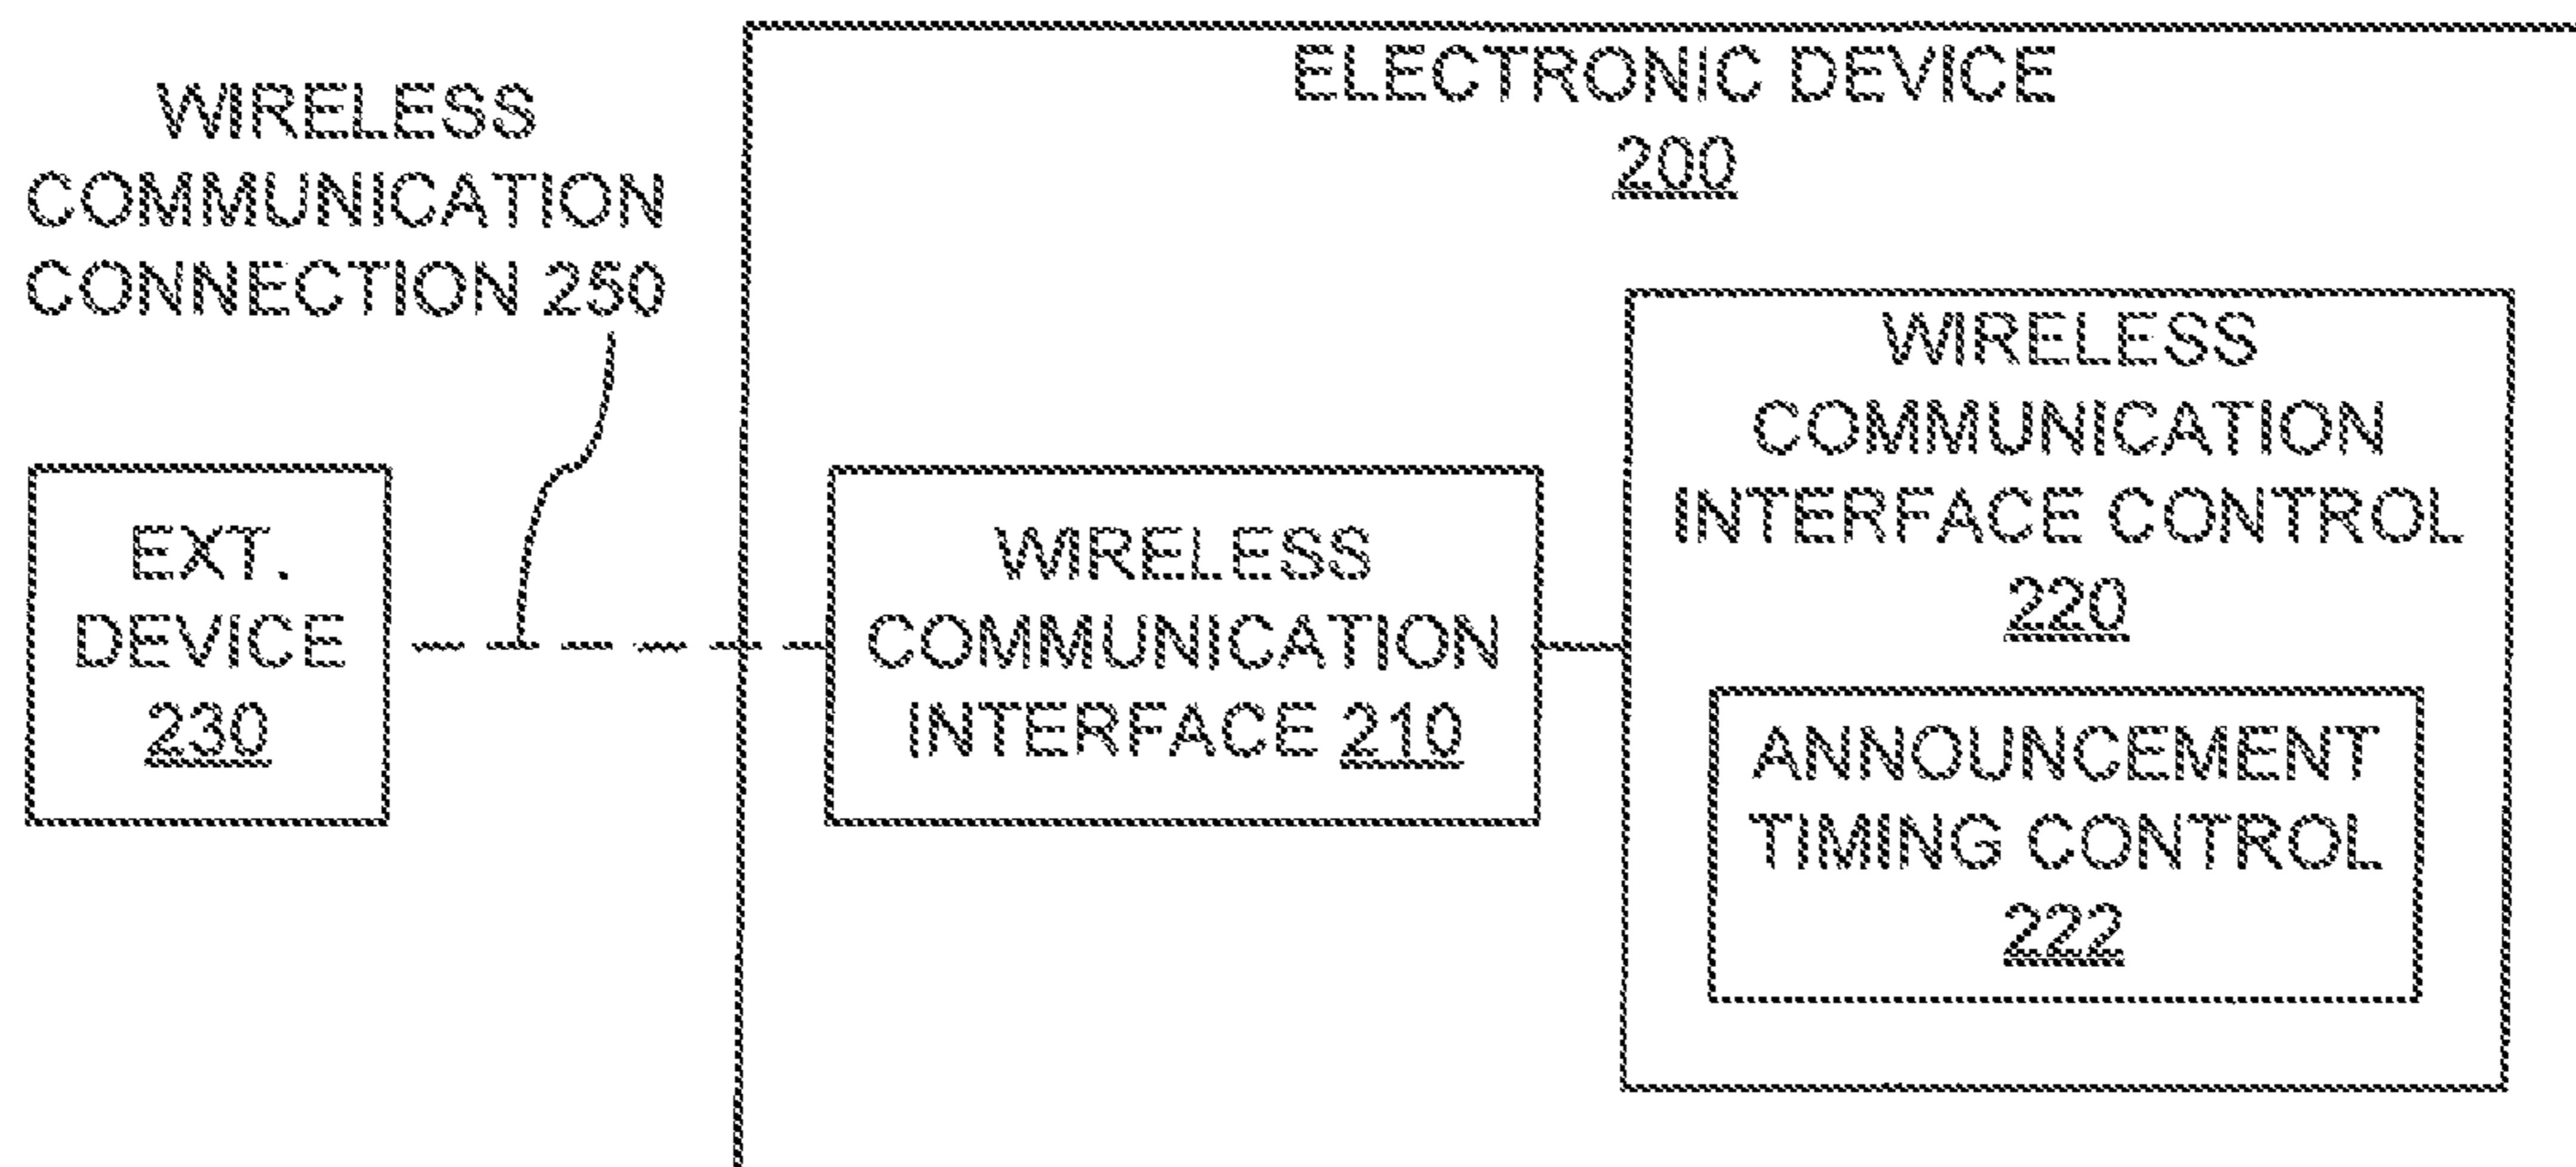 ELECTRONIC DEVICE
200
WIRELESS
COMMUNICATION
CONNECTION 250
EXT.
DEVICE
230
WIRELESS
COMMUNICATION
INTERFACE 210
WIRELESS
COMMUNICATION
INTERFACE CONTROL
220
ANNOUNCEMENT
TIMING CONTROL
222